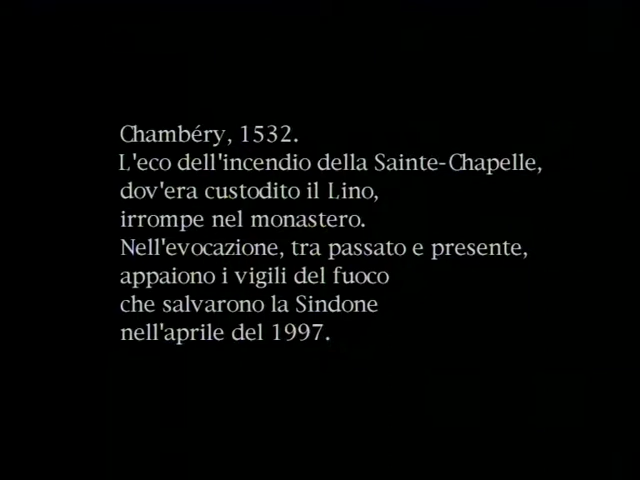 Chambéry, 1532.
L'eco dell'incendio della Sainte-Chapelle,
dov'era custodito il Lino,
irrompe nel monastero.
Nell'evocazione, tra passato e presente,
appaiono i vigili del fuoco
che salvarono la Sindone
nell'aprile del 1997.